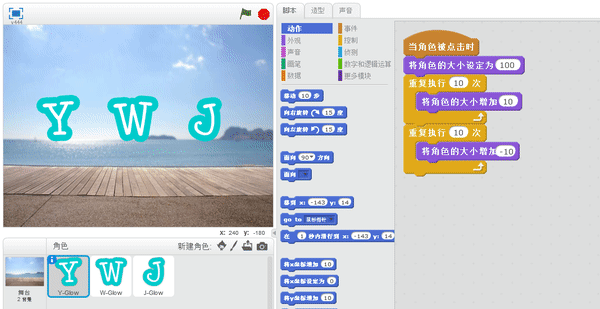 v444
脚本
造型
声音
动作
外观
声音
画笔
数据
事件
控制
侦测
数字和逻辑运算
更多模块
Y W J
移动 10 步
向右旋转 15 度
向左旋转 15 度
面向 90 方向
面向
移到 x: -143 y: 14
go to 鼠标指针
在 1 秒内滑行到 x: -143 y: 14
将x坐标增加 10
将x坐标设定为 0
将y坐标增加 10
当角色被点击时
将角色的大小设定为 100
重复执行 10 次
将角色的大小增加 10
重复执行 10 次
将角色的大小增加 -10
x: 240 y: -180
角色
新建角色:
舞台
2 背景
Y
Y-Glow
W
W-Glow
J
J-Glow